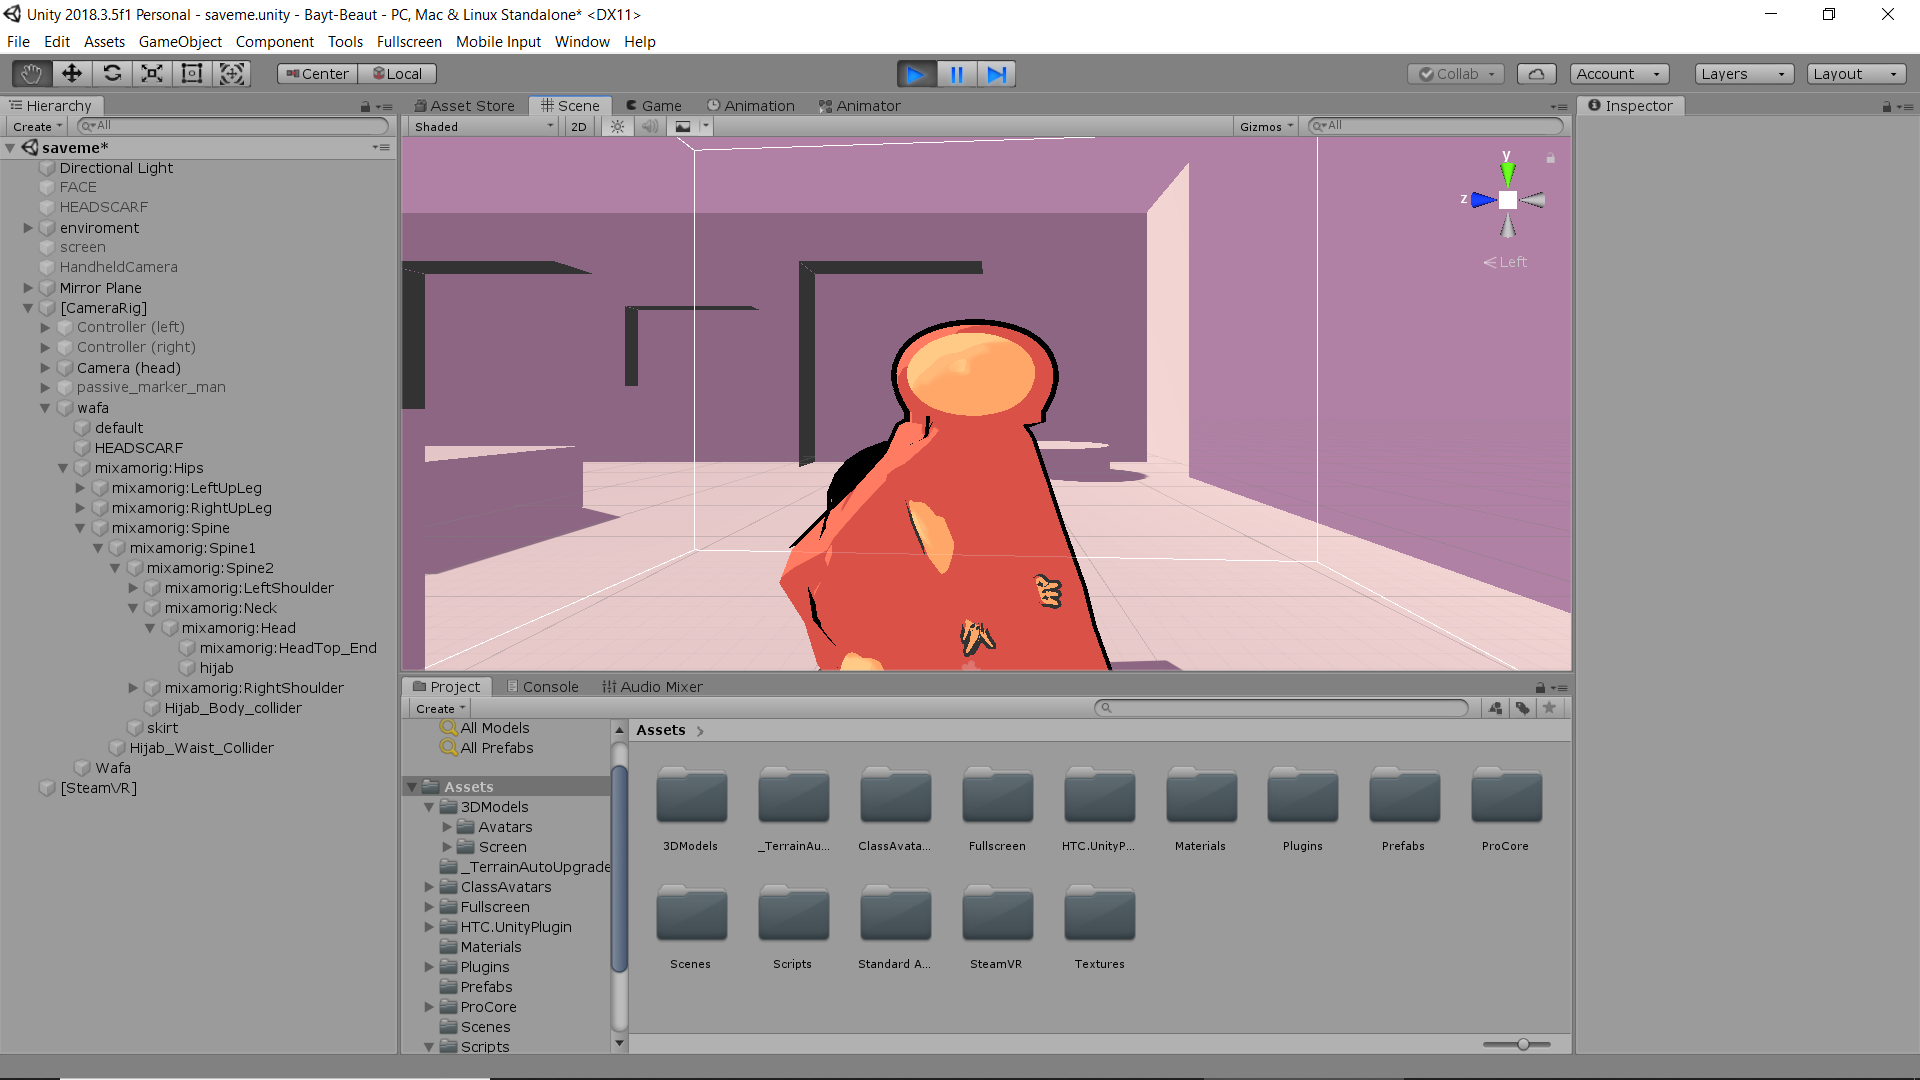 Unity 2018.3.5f1 Personal - saveme.unity - Bayt-Beaut - PC, Mac & Linux Standalone* <DX11>
File Edit Assets GameObject Component Tools Fullscreen Mobile Input Window Help
Center Local Collab Account Layers Layout
Hierarchy
Create All
saveme*
Directional Light
FACE
HEADSCARF
enviroment
screen
HandheldCamera
Mirror Plane
[CameraRig]
Controller (left)
Controller (right)
Camera (head)
passive_marker_man
wafa
default
HEADSCARF
mixamorig:Hips
mixamorig:LeftUpLeg
mixamorig:RightUpLeg
mixamorig:Spine
mixamorig:Spine1
mixamorig:Spine2
mixamorig:LeftShoulder
mixamorig:Neck
mixamorig:Head
mixamorig:HeadTop_End
hijab
mixamorig:RightShoulder
Hijab_Body_collider
skirt
Hijab_Waist_Collider
Wafa
[SteamVR]
Asset Store Scene Game Animation Animator
Shaded 2D Gizmos All
y
z
Left
Inspector
Project Console Audio Mixer
Create
All Models
All Prefabs
Assets
3DModels
Avatars
Screen
_TerrainAutoUpgrade
ClassAvatars
Fullscreen
HTC.UnityPlugin
Materials
Plugins
Prefabs
ProCore
Scenes
Scripts
Assets
3DModels _TerrainAu... ClassAvata... Fullscreen HTC.UnityP... Materials Plugins Prefabs ProCore
Scenes Scripts Standard A... SteamVR Textures